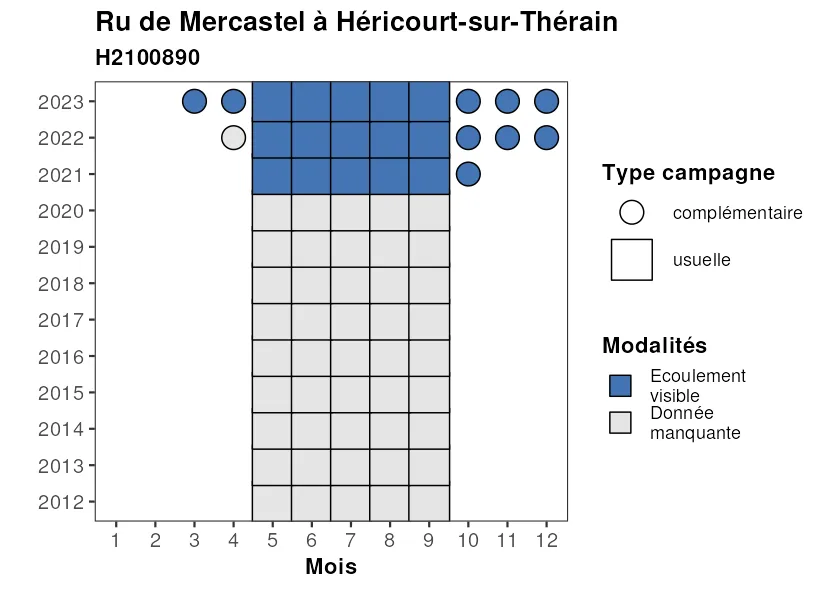 Ru de Mercastel à Héricourt-sur-Thérain
H2100890
2023
2022
2021
2020
2019
2018
2017
2016
2015
2014
2013
2012
1 2 3 4 5 6 7 8 9 10 11 12
Mois
Type campagne
complémentaire
usuelle
Modalités
Ecoulement
visible
Donnée
manquante